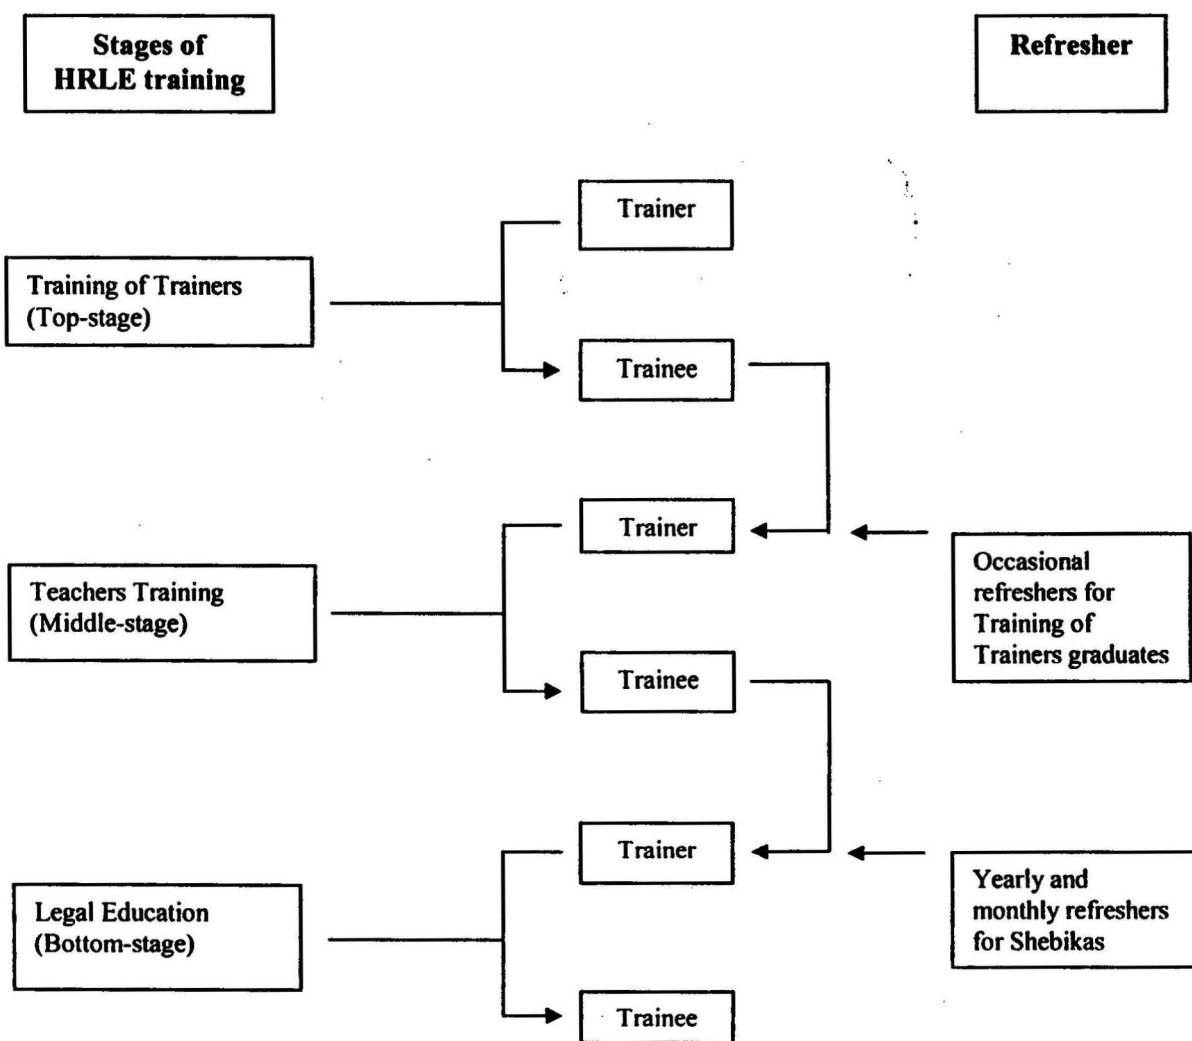 Stages of
HRLE training
Refresher
Trainer
Training of Trainers
(Top-stage)
Trainee
Trainer
Occasional
refreshers for
Training of
Trainers graduates
Teachers Training
(Middle-stage)
Trainee
Trainer
Yearly and
monthly refreshers
for Shebikas
Legal Education
(Bottom-stage)
Trainee